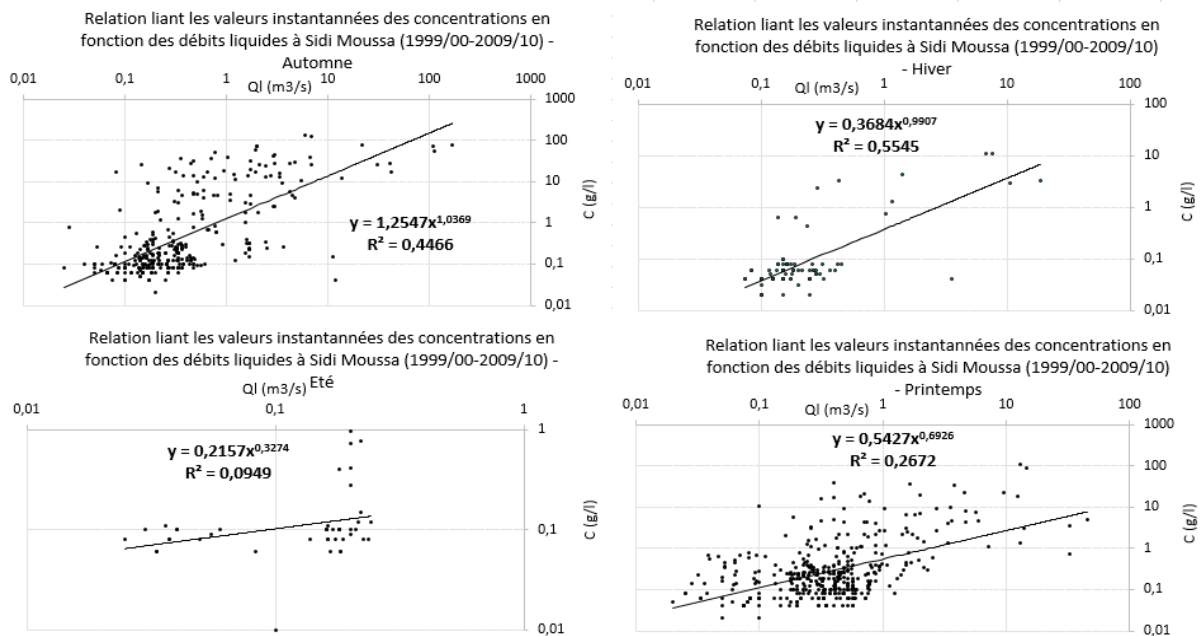 Relation liant les valeurs instantannées des concentrations en
fonction des débits liquides à Sidi Moussa (1999/00-2009/10) -
Automne
0,1 1 10 100 1000
Ql (m3/s)
1000
100
10
1
0,1
0,01
C (g/l)
y = 1,2547x^1,0369
R² = 0,4466
Relation liant les valeurs instantannées des concentrations en
fonction des débits liquides à Sidi Moussa (1999/00-2009/10)
- Hiver
0,01 0,1 1 10 100
Ql (m3/s)
100
10
1
0,1
0,01
C (g/l)
y = 0,3684x^0,9907
R² = 0,5545
Relation liant les valeurs instantannées des concentrations en
fonction des débits liquides à Sidi Moussa (1999/00-2009/10) -
Eté
Ql (m3/s)
0,01 0,1 1
1
0,1
0,01
C (g/l)
y = 0,2157x^0,3274
R² = 0,0949
Relation liant les valeurs instantannées des concentrations en
fonction des débits liquides à Sidi Moussa (1999/00-2009/10)
- Printemps
0,01 0,1 1 10 100
Ql (m3/s)
1000
100
10
1
0,1
0,01
C (g/l)
y = 0,5427x^0,6926
R² = 0,2672